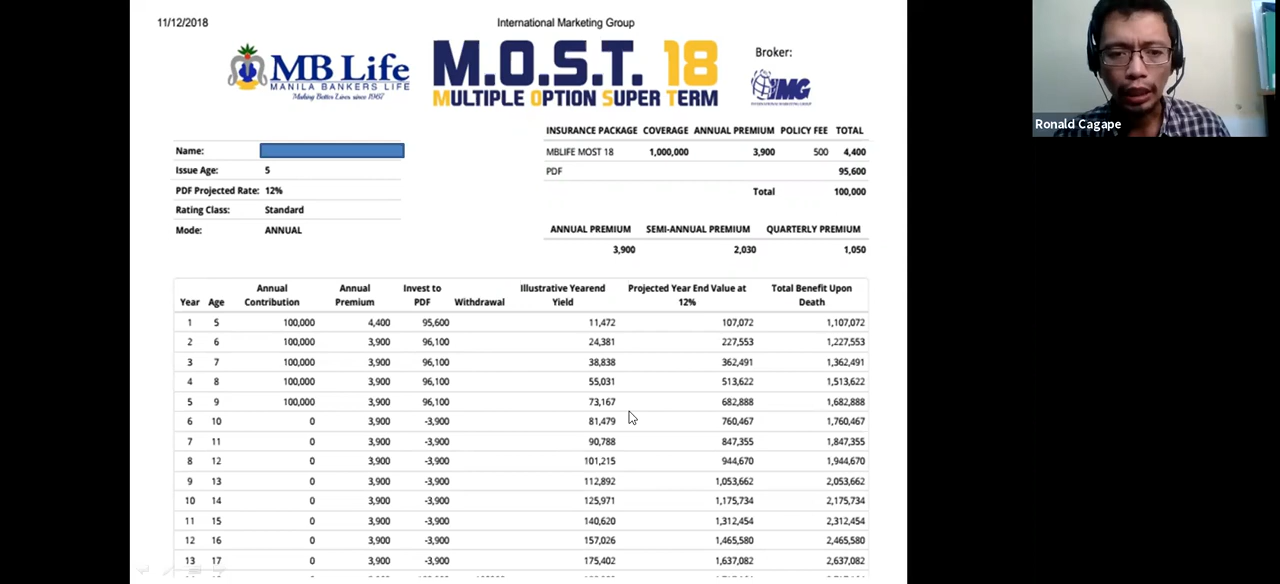 11/12/2018
International Marketing Group
MB Life
MANILA BANKERS LIFE
Making Better Lives since 1967
M.O.S.T. 18
MULTIPLE OPTION SUPER TERM
Broker:
IMG
INTERNATIONAL MARKETING GROUP
Ronald Cagape
Name:
Issue Age: 5
PDF Projected Rate: 12%
Rating Class: Standard
Mode: ANNUAL
INSURANCE PACKAGE COVERAGE ANNUAL PREMIUM POLICY FEE TOTAL
MBLIFE MOST 18 1,000,000 3,900 500 4,400
PDF 95,600
Total 100,000
ANNUAL PREMIUM SEMI-ANNUAL PREMIUM QUARTERLY PREMIUM
3,900 2,030 1,050
Annual Annual Invest to Illustrative Yearend Projected Year End Value at Total Benefit Upon
Year Age Contribution Premium PDF Withdrawal Yield 12% Death
1 5 100,000 4,400 95,600 11,472 107,072 1,107,072
2 6 100,000 3,900 96,100 24,381 227,553 1,227,553
3 7 100,000 3,900 96,100 38,838 362,491 1,362,491
4 8 100,000 3,900 96,100 55,031 513,622 1,513,622
5 9 100,000 3,900 96,100 73,167 682,888 1,682,888
6 10 0 3,900 -3,900 81,479 760,467 1,760,467
7 11 0 3,900 -3,900 90,788 847,355 1,847,355
8 12 0 3,900 -3,900 101,215 944,670 1,944,670
9 13 0 3,900 -3,900 112,892 1,053,662 2,053,662
10 14 0 3,900 -3,900 125,971 1,175,734 2,175,734
11 15 0 3,900 -3,900 140,620 1,312,454 2,312,454
12 16 0 3,900 -3,900 157,026 1,465,580 2,465,580
13 17 0 3,900 -3,900 175,402 1,637,082 2,637,082